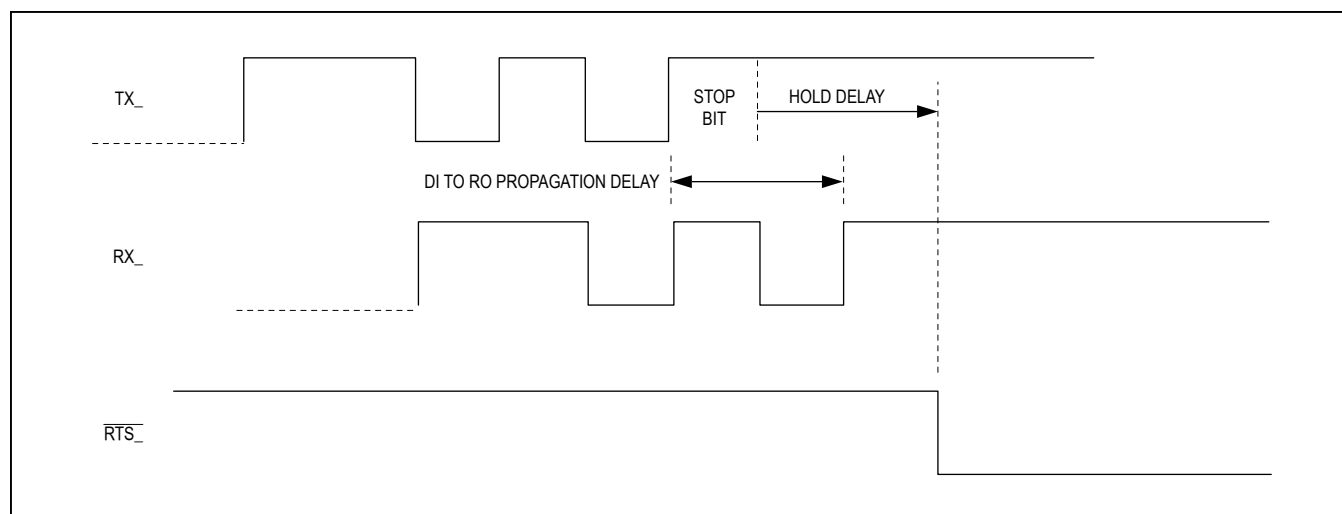 TX_
STOP
BIT
HOLD DELAY
DI TO RO PROPAGATION DELAY
RX_
RTS_